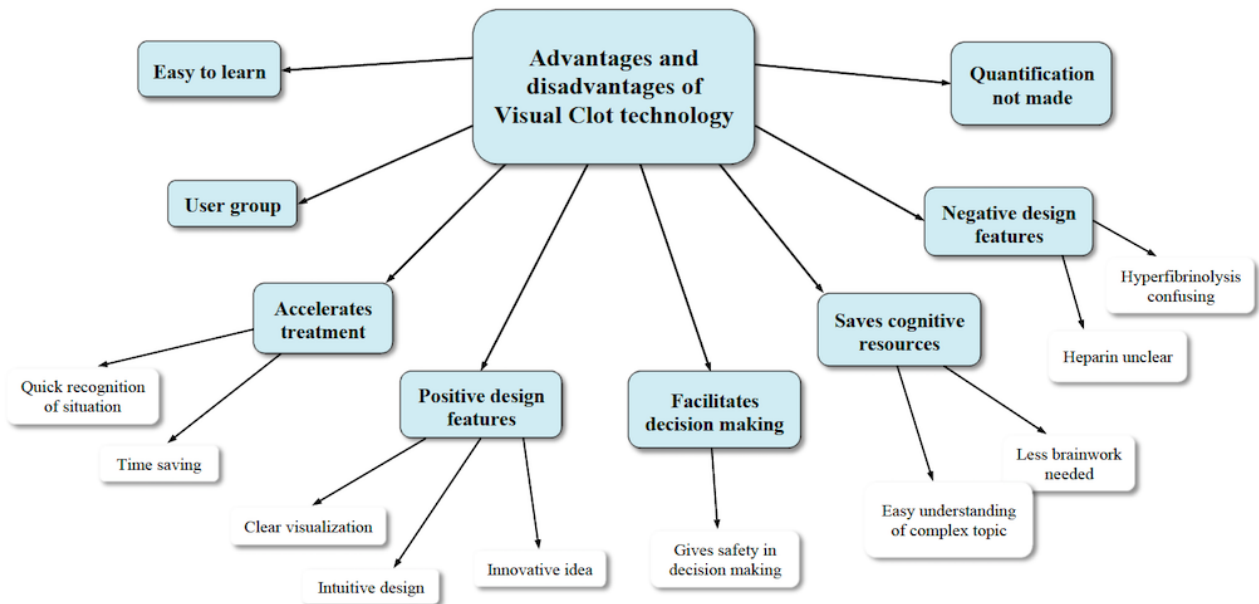 Advantages and
disadvantages of
Visual Clot technology
Easy to learn
Quantification
not made
User group
Negative design
features
Hyperfibrinolysis
confusing
Heparin unclear
Accelerates
treatment
Quick recognition
of situation
Time saving
Positive design
features
Clear visualization
Intuitive design
Innovative idea
Facilitates
decision making
Gives safety in
decision making
Saves cognitive
resources
Less brainwork
needed
Easy understanding
of complex topic